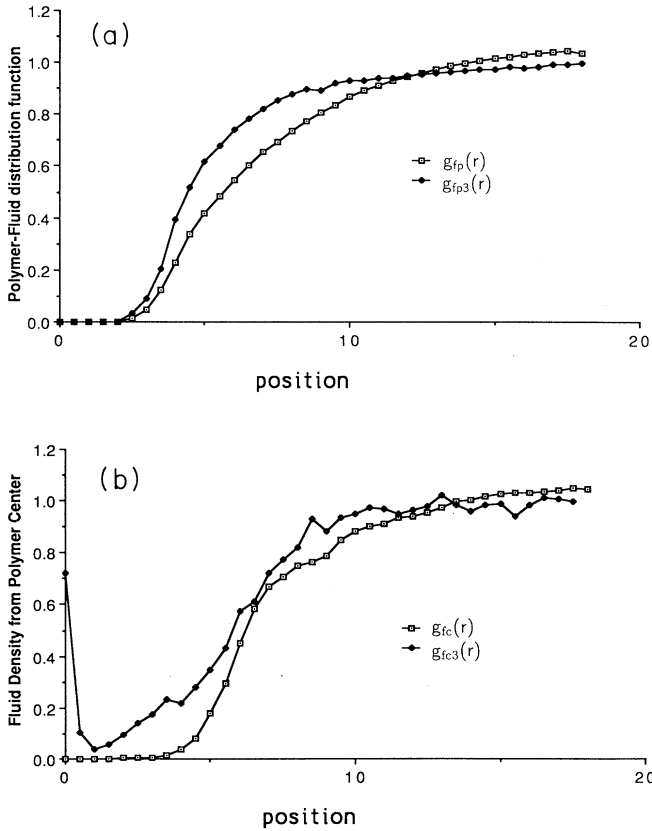 (a)
Polymer-Fluid distribution function
1.2
1.0
0.8
0.6
0.4
0.2
0.0
0
10
20
position
gfp(r)
gfp3(r)
(b)
Fluid Density from Polymer Center
1.2
1.0
0.8
0.6
0.4
0.2
0.0
0
10
20
position
gfc(r)
gfc3(r)